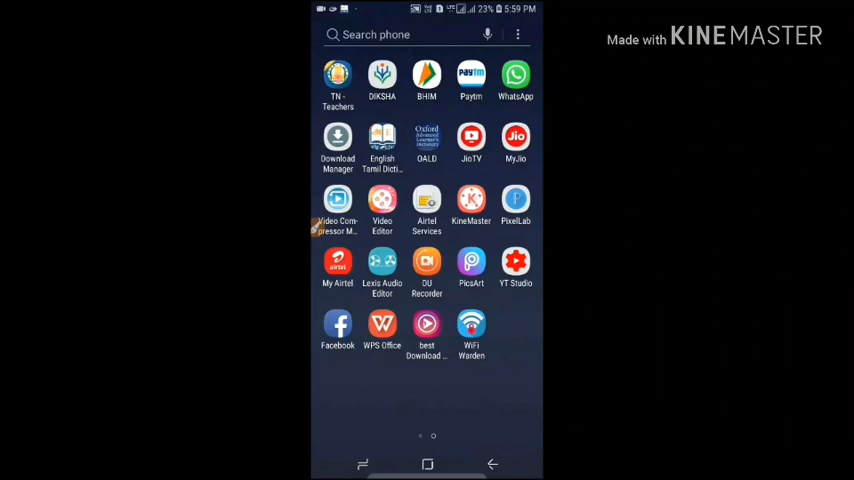 23% 5:59 PM
Made with KINEMASTER
Search phone
TN - Teachers
DIKSHA
BHIM
Paytm
WhatsApp
Download Manager
English Tamil Dicti...
OALD
JioTV
MyJio
Video Com-pressor M...
Video Editor
Airtel Services
KineMaster
PixelLab
My Airtel
Lexis Audio Editor
DU Recorder
PicsArt
YT Studio
Facebook
WPS Office
best Download ...
WiFi Warden